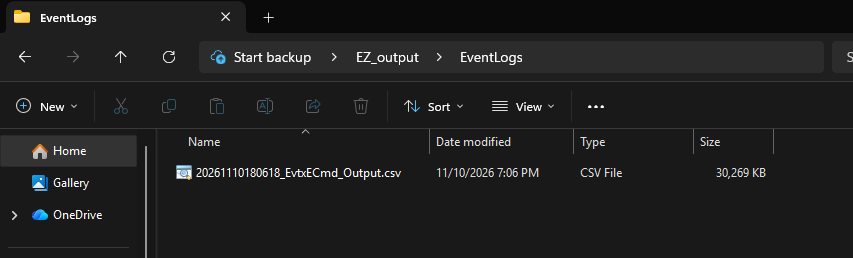 EventLogs
Start backup > EZ_output > EventLogs S
New Sort View
Name Date modified Type Size
Home
20261110180618_EvtxECmd_Output.csv 11/10/2026 7:06 PM CSV File 30,269 KB
Gallery
OneDrive